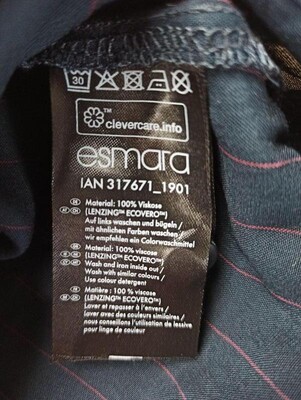 30
™
clevercare.info
esmara
IAN 317671_1901
Material: 100% Viskose
(LENZING™ ECOVERO™)
Auf links waschen und bügeln /
mit ähnlichen Farben waschen /
wir empfehlen ein Colorwaschmittel
Material: 100% viscose
(LENZING™ ECOVERO™)
Wash and iron inside out /
Wash with similar colours /
Use colour detergent
Matière : 100 % viscose
(LENZING™ ECOVERO™)
Laver et repasser à l'envers /
laver avec des couleurs similaires /
nous conseillons l'utilisation de lessive
pour linge de couleur